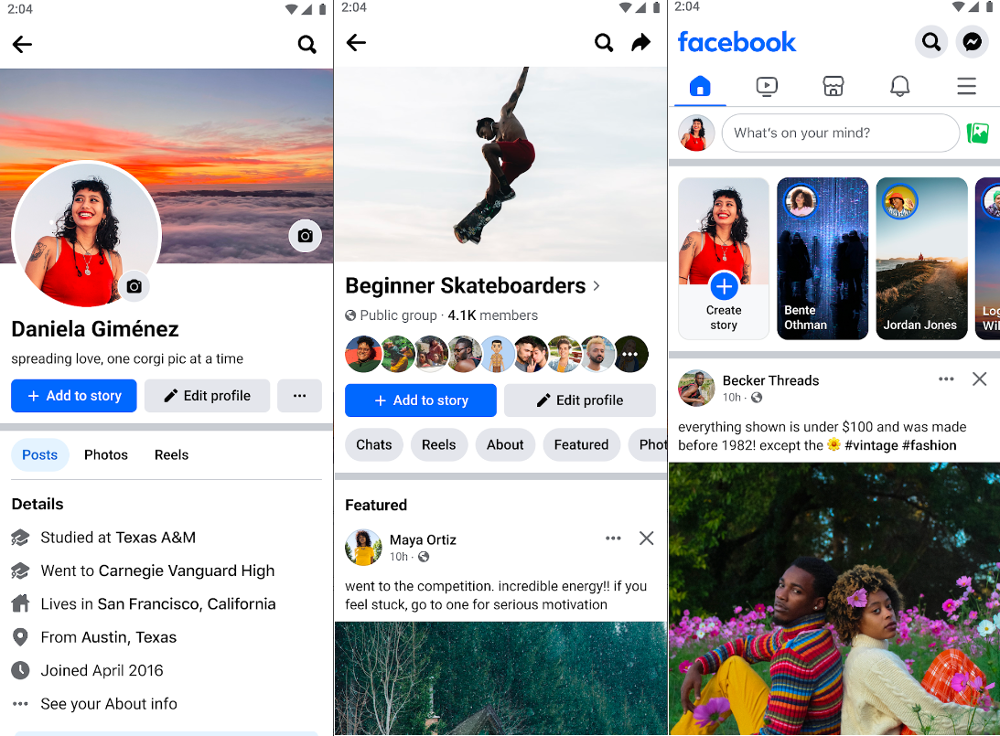 2:04
Daniela Giménez
spreading love, one corgi pic at a time
+ Add to story
Edit profile
Posts
Photos
Reels
Details
Studied at Texas A&M
Went to Carnegie Vanguard High
Lives in San Francisco, California
From Austin, Texas
Joined April 2016
See your About info
2:04
Beginner Skateboarders
Public group · 4.1K members
+ Add to story
Edit profile
Chats
Reels
About
Featured
Phot
Featured
Maya Ortiz
10h ·
went to the competition. incredible energy!! if you
feel stuck, go to one for serious motivation
2:04
facebook
What's on your mind?
Create
story
Bente
Othman
Jordan Jones
Log
Wil
Becker Threads
10h ·
everything shown is under $100 and was made
before 1982! except the 🌼 #vintage #fashion